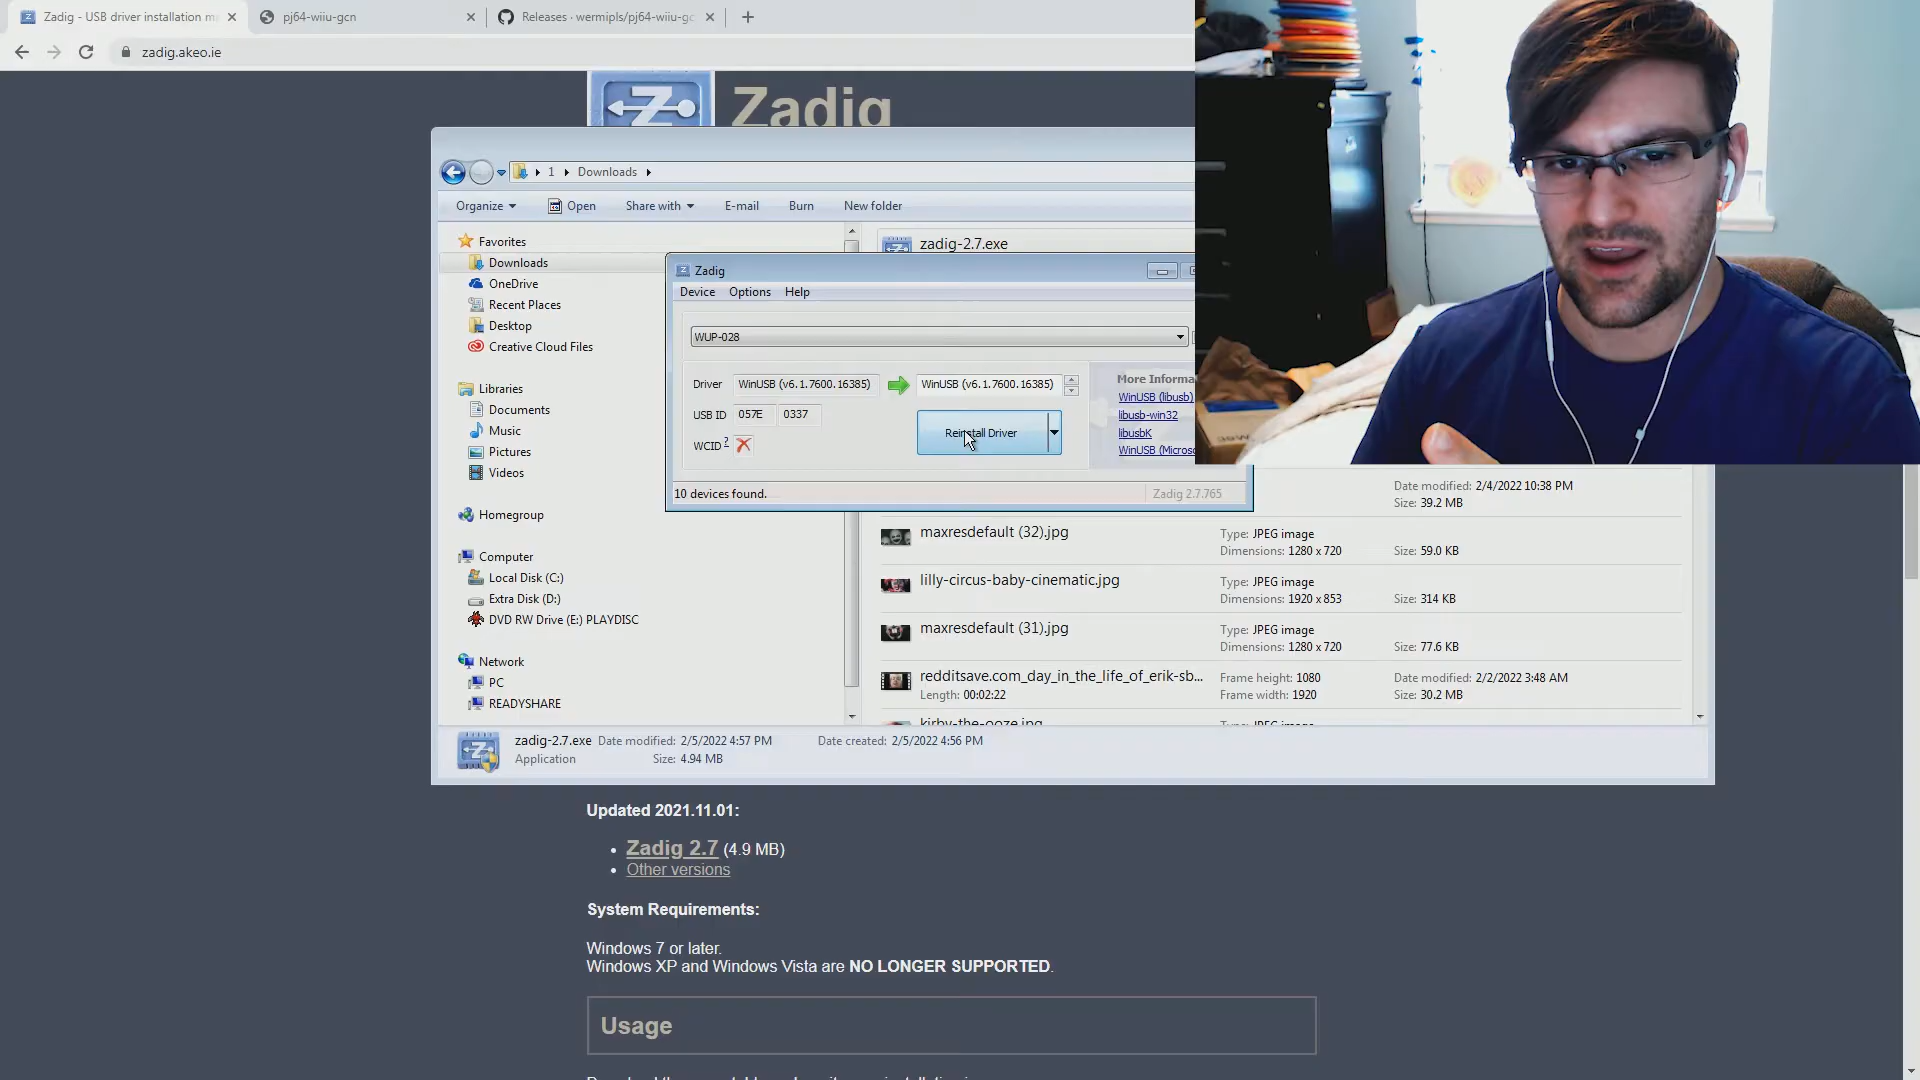 Zadig - USB driver installation m
pj64-wiiu-gcn
Releases · wermipls/pj64-wiiu-gc
zadig.akeo.ie
Zadig
1
Downloads
Organize
Open
Share with
E-mail
Burn
New folder
Favorites
Downloads
OneDrive
Recent Places
Desktop
Creative Cloud Files
Libraries
Documents
Music
Pictures
Videos
Homegroup
Computer
Local Disk (C:)
Extra Disk (D:)
DVD RW Drive (E:) PLAYDISC
Network
PC
READYSHARE
zadig-2.7.exe
Zadig
Device Options Help
WUP-028
Driver WinUSB (v6.1.7600.16385) WinUSB (v6.1.7600.16385)
USB ID 057E 0337
WCID ?
Reinstall Driver
More Informa
WinUSB (libusb)
libusb-win32
libusbK
WinUSB (Micros
10 devices found.
Zadig 2.7.765
Date modified: 2/4/2022 10:38 PM
Size: 39.2 MB
maxresdefault (32).jpg
Type: JPEG image
Dimensions: 1280 x 720
Size: 59.0 KB
lilly-circus-baby-cinematic.jpg
Type: JPEG image
Dimensions: 1920 x 853
Size: 314 KB
maxresdefault (31).jpg
Type: JPEG image
Dimensions: 1280 x 720
Size: 77.6 KB
redditsave.com_day_in_the_life_of_erik-sb...
Length: 00:02:22
Frame height: 1080
Frame width: 1920
Date modified: 2/2/2022 3:48 AM
Size: 30.2 MB
kirby-the-ooze.jpg
zadig-2.7.exe Date modified: 2/5/2022 4:57 PM Date created: 2/5/2022 4:56 PM
Application Size: 4.94 MB
Updated 2021.11.01:
Zadig 2.7 (4.9 MB)
Other versions
System Requirements:
Windows 7 or later.
Windows XP and Windows Vista are NO LONGER SUPPORTED.
Usage